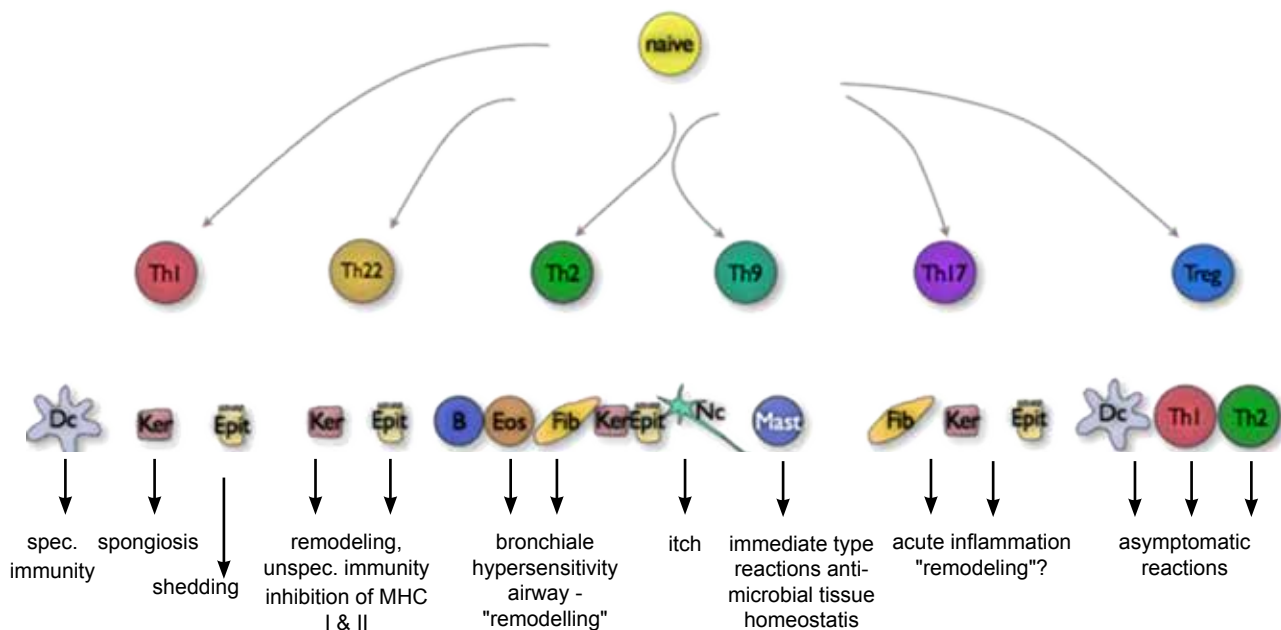 naive
Th1
Th22
Th2
Th9
Th17
Treg
Dc
Ker
Epit
Ker
Epit
B
Eos
Fib
Ker
Epit
Nc
Mast
Fib
Ker
Epit
Dc
Th1
Th2
spec.
immunity
spongiosis
shedding
remodeling,
unspec. immunity
inhibition of MHC
I & II
bronchiale
hypersensitivity
airway -
"remodelling"
itch
immediate type
reactions anti-
microbial tissue
homeostatis
acute inflammation
"remodeling"?
asymptomatic
reactions